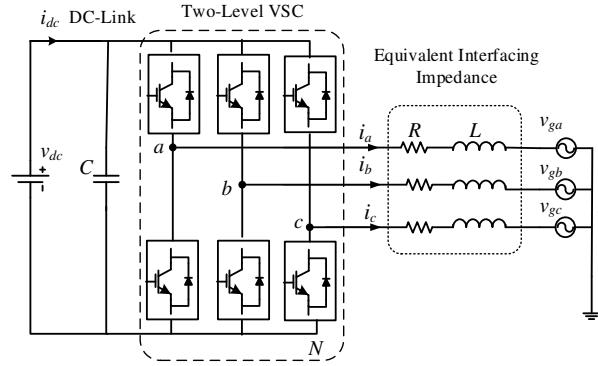 Two-Level VSC
i_dc DC-Link
Equivalent Interfacing
Impedance
v_dc
+
-
C
a
b
c
N
i_a
i_b
i_c
R
L
v_ga
v_gb
v_gc